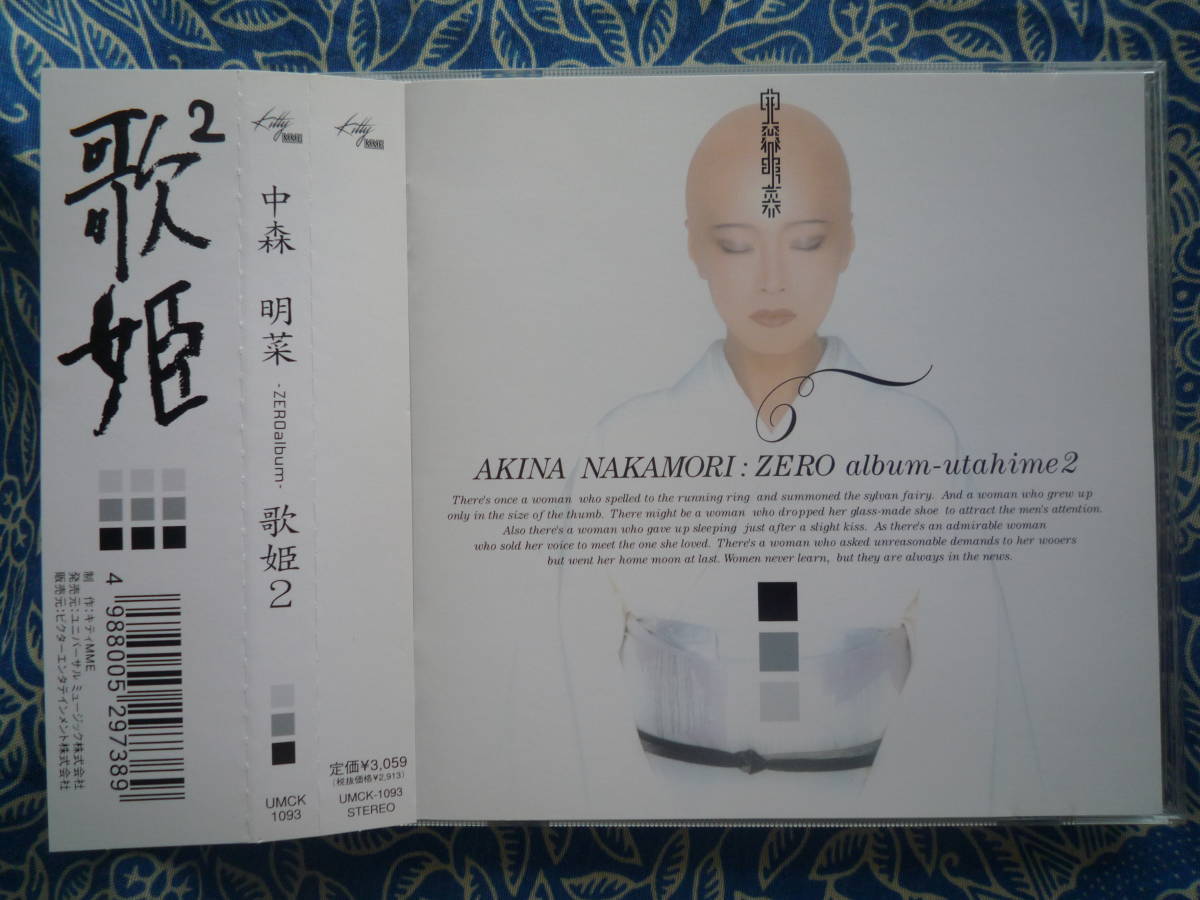 歌姫2
4988005297389
制 作:キティMME
発売元:ユニバーサル ミュージック株式会社
販売元:ビクターエンタテインメント株式会社
Kitty
MME
中森 明菜
-ZEROalbum-
歌姫2
UMCK
1093
Kitty
MME
定価¥3,059
(税抜価格¥2,913)
UMCK-1093
STEREO
中森明菜
AKINA NAKAMORI : ZERO album-utahime2
There's once a woman who spelled to the running ring and summoned the sylvan fairy. And a woman who grew up
only in the size of the thumb. There might be a woman who dropped her glass-made shoe to attract the men's attention.
Also there's a woman who gave up sleeping just after a slight kiss. As there's an admirable woman
who sold her voice to meet the one she loved. There's a woman who asked unreasonable demands to her wooers
but went her home moon at last. Women never learn, but they are always in the news.